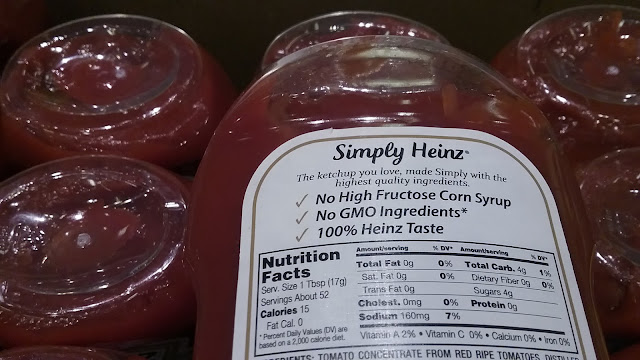 Simply Heinz®
The ketchup you love, made Simply with the
highest quality ingredients.
✓ No High Fructose Corn Syrup
✓ No GMO Ingredients*
✓ 100% Heinz Taste
Nutrition
Facts
Serv. Size 1 Tbsp (17g)
Servings About 52
Calories 15
Fat Cal. 0
* Percent Daily Values (DV) are
based on a 2,000 calorie diet.
Amount/serving % DV* Amount/serving % DV*
Total Fat 0g 0% Total Carb. 4g 1%
Sat. Fat 0g 0% Dietary Fiber 0g 0%
Trans Fat 0g Sugars 4g
Cholest. 0mg 0% Protein 0g
Sodium 160mg 7%
Vitamin A 2% • Vitamin C 0% • Calcium 0% • Iron 0%
INGREDIENTS: TOMATO CONCENTRATE FROM RED RIPE TOMATOES, DISTILLED